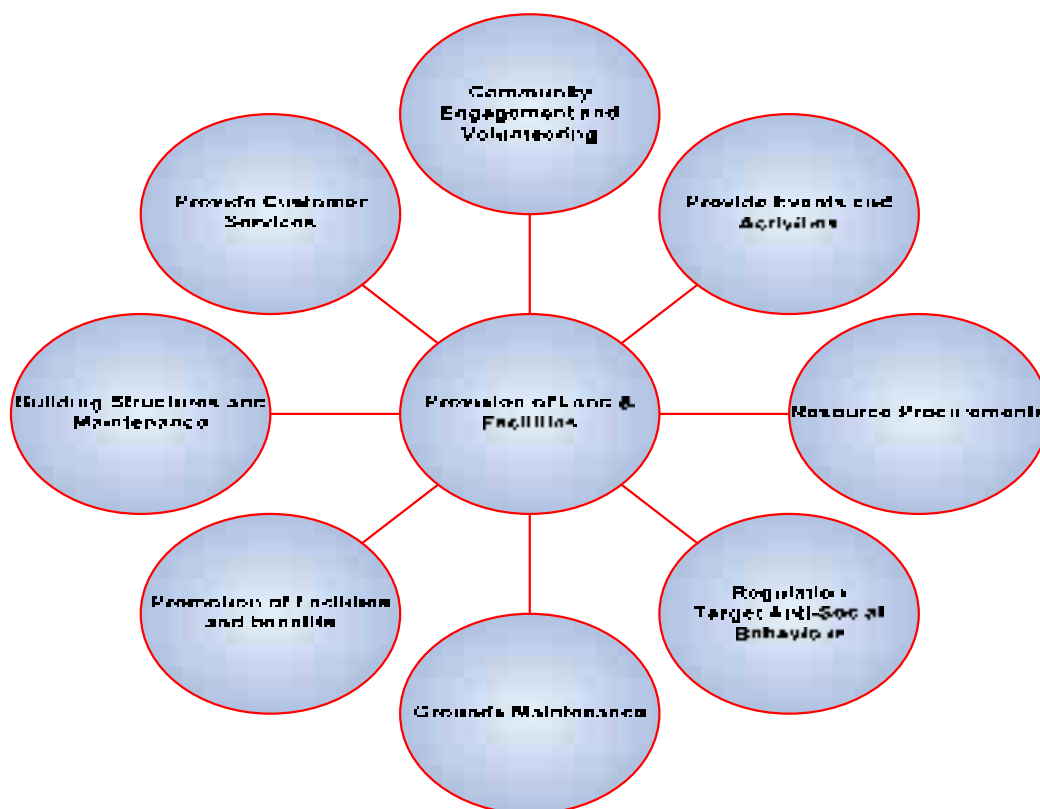 Community
Engagement and
Volunteering
Provide Customer
Services
Provide Events and
Activities
Building Structures and
Maintenance
Provision of Land &
Facilities
Resource Procurement
Promotion of Facilities
and Benefits
Regulation
Target Anti-Social
Behaviour
Grounds Maintenance